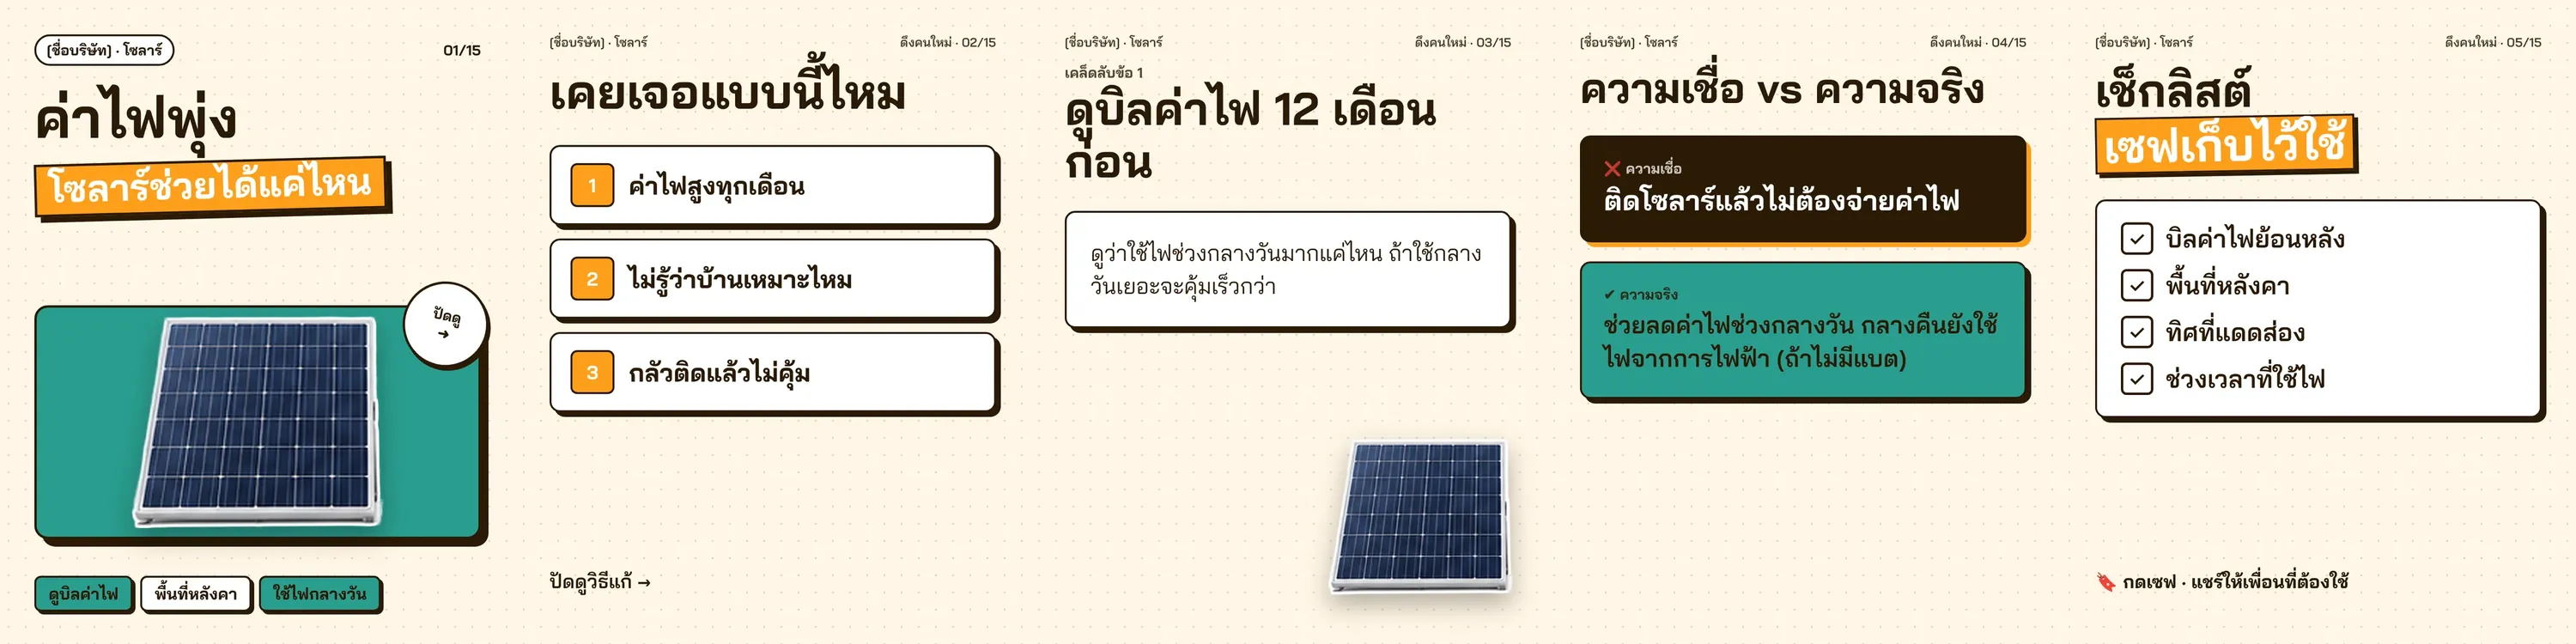 (ชื่อบริษัท) · โซลาร์
01/15
ค่าไฟพุ่ง
โซลาร์ช่วยได้แค่ไหน
ปัดดู
→
ดูบิลค่าไฟ
พื้นที่หลังคา
ใช้ไฟกลางวัน
(ชื่อบริษัท) · โซลาร์
ดึงคนใหม่ · 02/15
เคยเจอแบบนี้ไหม
1 ค่าไฟสูงทุกเดือน
2 ไม่รู้ว่าบ้านเหมาะไหม
3 กลัวติดแล้วไม่คุ้ม
ปัดดูวิธีแก้ →
(ชื่อบริษัท) · โซลาร์
ดึงคนใหม่ · 03/15
เคล็ดลับข้อ 1
ดูบิลค่าไฟ 12 เดือน
ก่อน
ดูว่าใช้ไฟช่วงกลางวันมากแค่ไหน ถ้าใช้กลาง
วันเยอะจะคุ้มเร็วกว่า
(ชื่อบริษัท) · โซลาร์
ดึงคนใหม่ · 04/15
ความเชื่อ vs ความจริง
❌ ความเชื่อ
ติดโซลาร์แล้วไม่ต้องจ่ายค่าไฟ
✔ ความจริง
ช่วยลดค่าไฟช่วงกลางวัน กลางคืนยังใช้
ไฟจากการไฟฟ้า (ถ้าไม่มีแบต)
(ชื่อบริษัท) · โซลาร์
ดึงคนใหม่ · 05/15
เช็กลิสต์
เซฟเก็บไว้ใช้
บิลค่าไฟย้อนหลัง
พื้นที่หลังคา
ทิศที่แดดส่อง
ช่วงเวลาที่ใช้ไฟ
🔖 กดเซฟ · แชร์ให้เพื่อนที่ต้องใช้